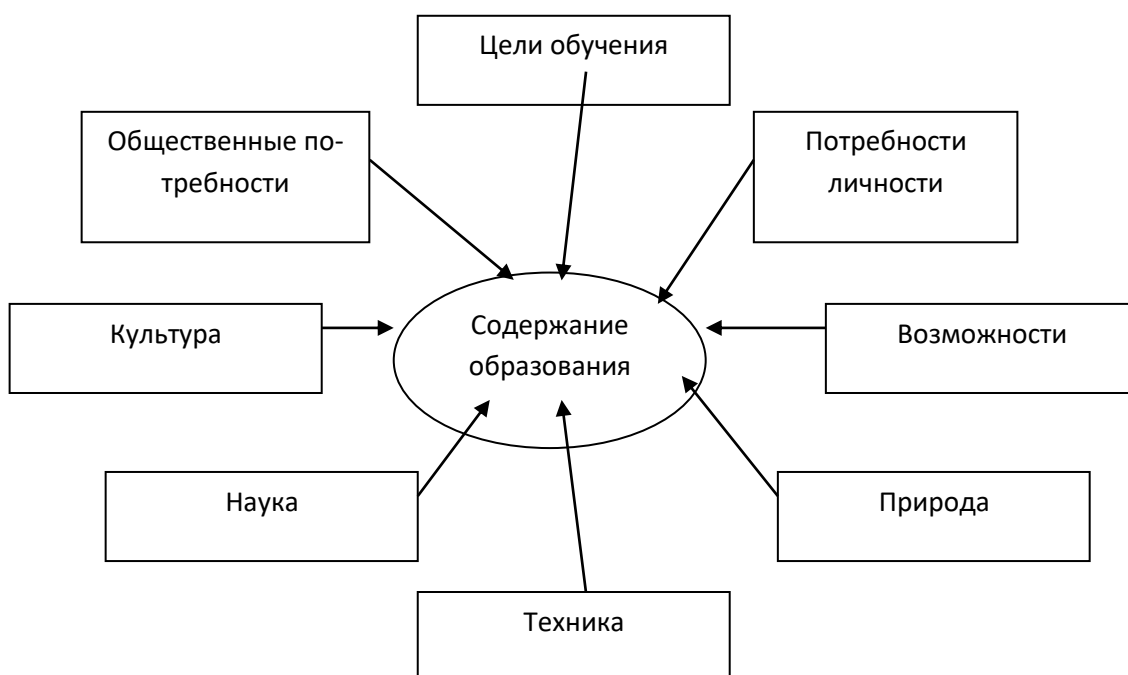 Цели обучения
Общественные по-
требности
Потребности
личности
Культура
Содержание
образования
Возможности
Наука
Природа
Техника